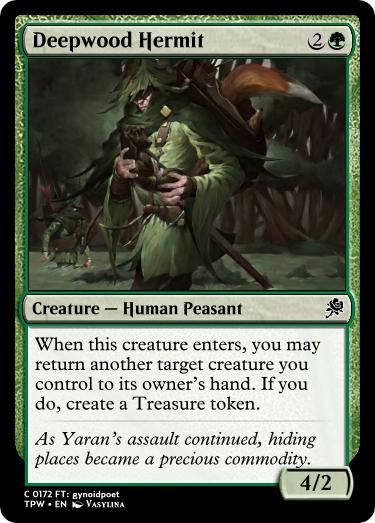 Deepwood Hermit 2
Creature — Human Peasant
When this creature enters, you may
return another target creature you
control to its owner's hand. If you
do, create a Treasure token.
As Yaran's assault continued, hiding
places became a precious commodity.
4/2
C 0172 FT: gynoidpoet
TPW • EN Vasylina